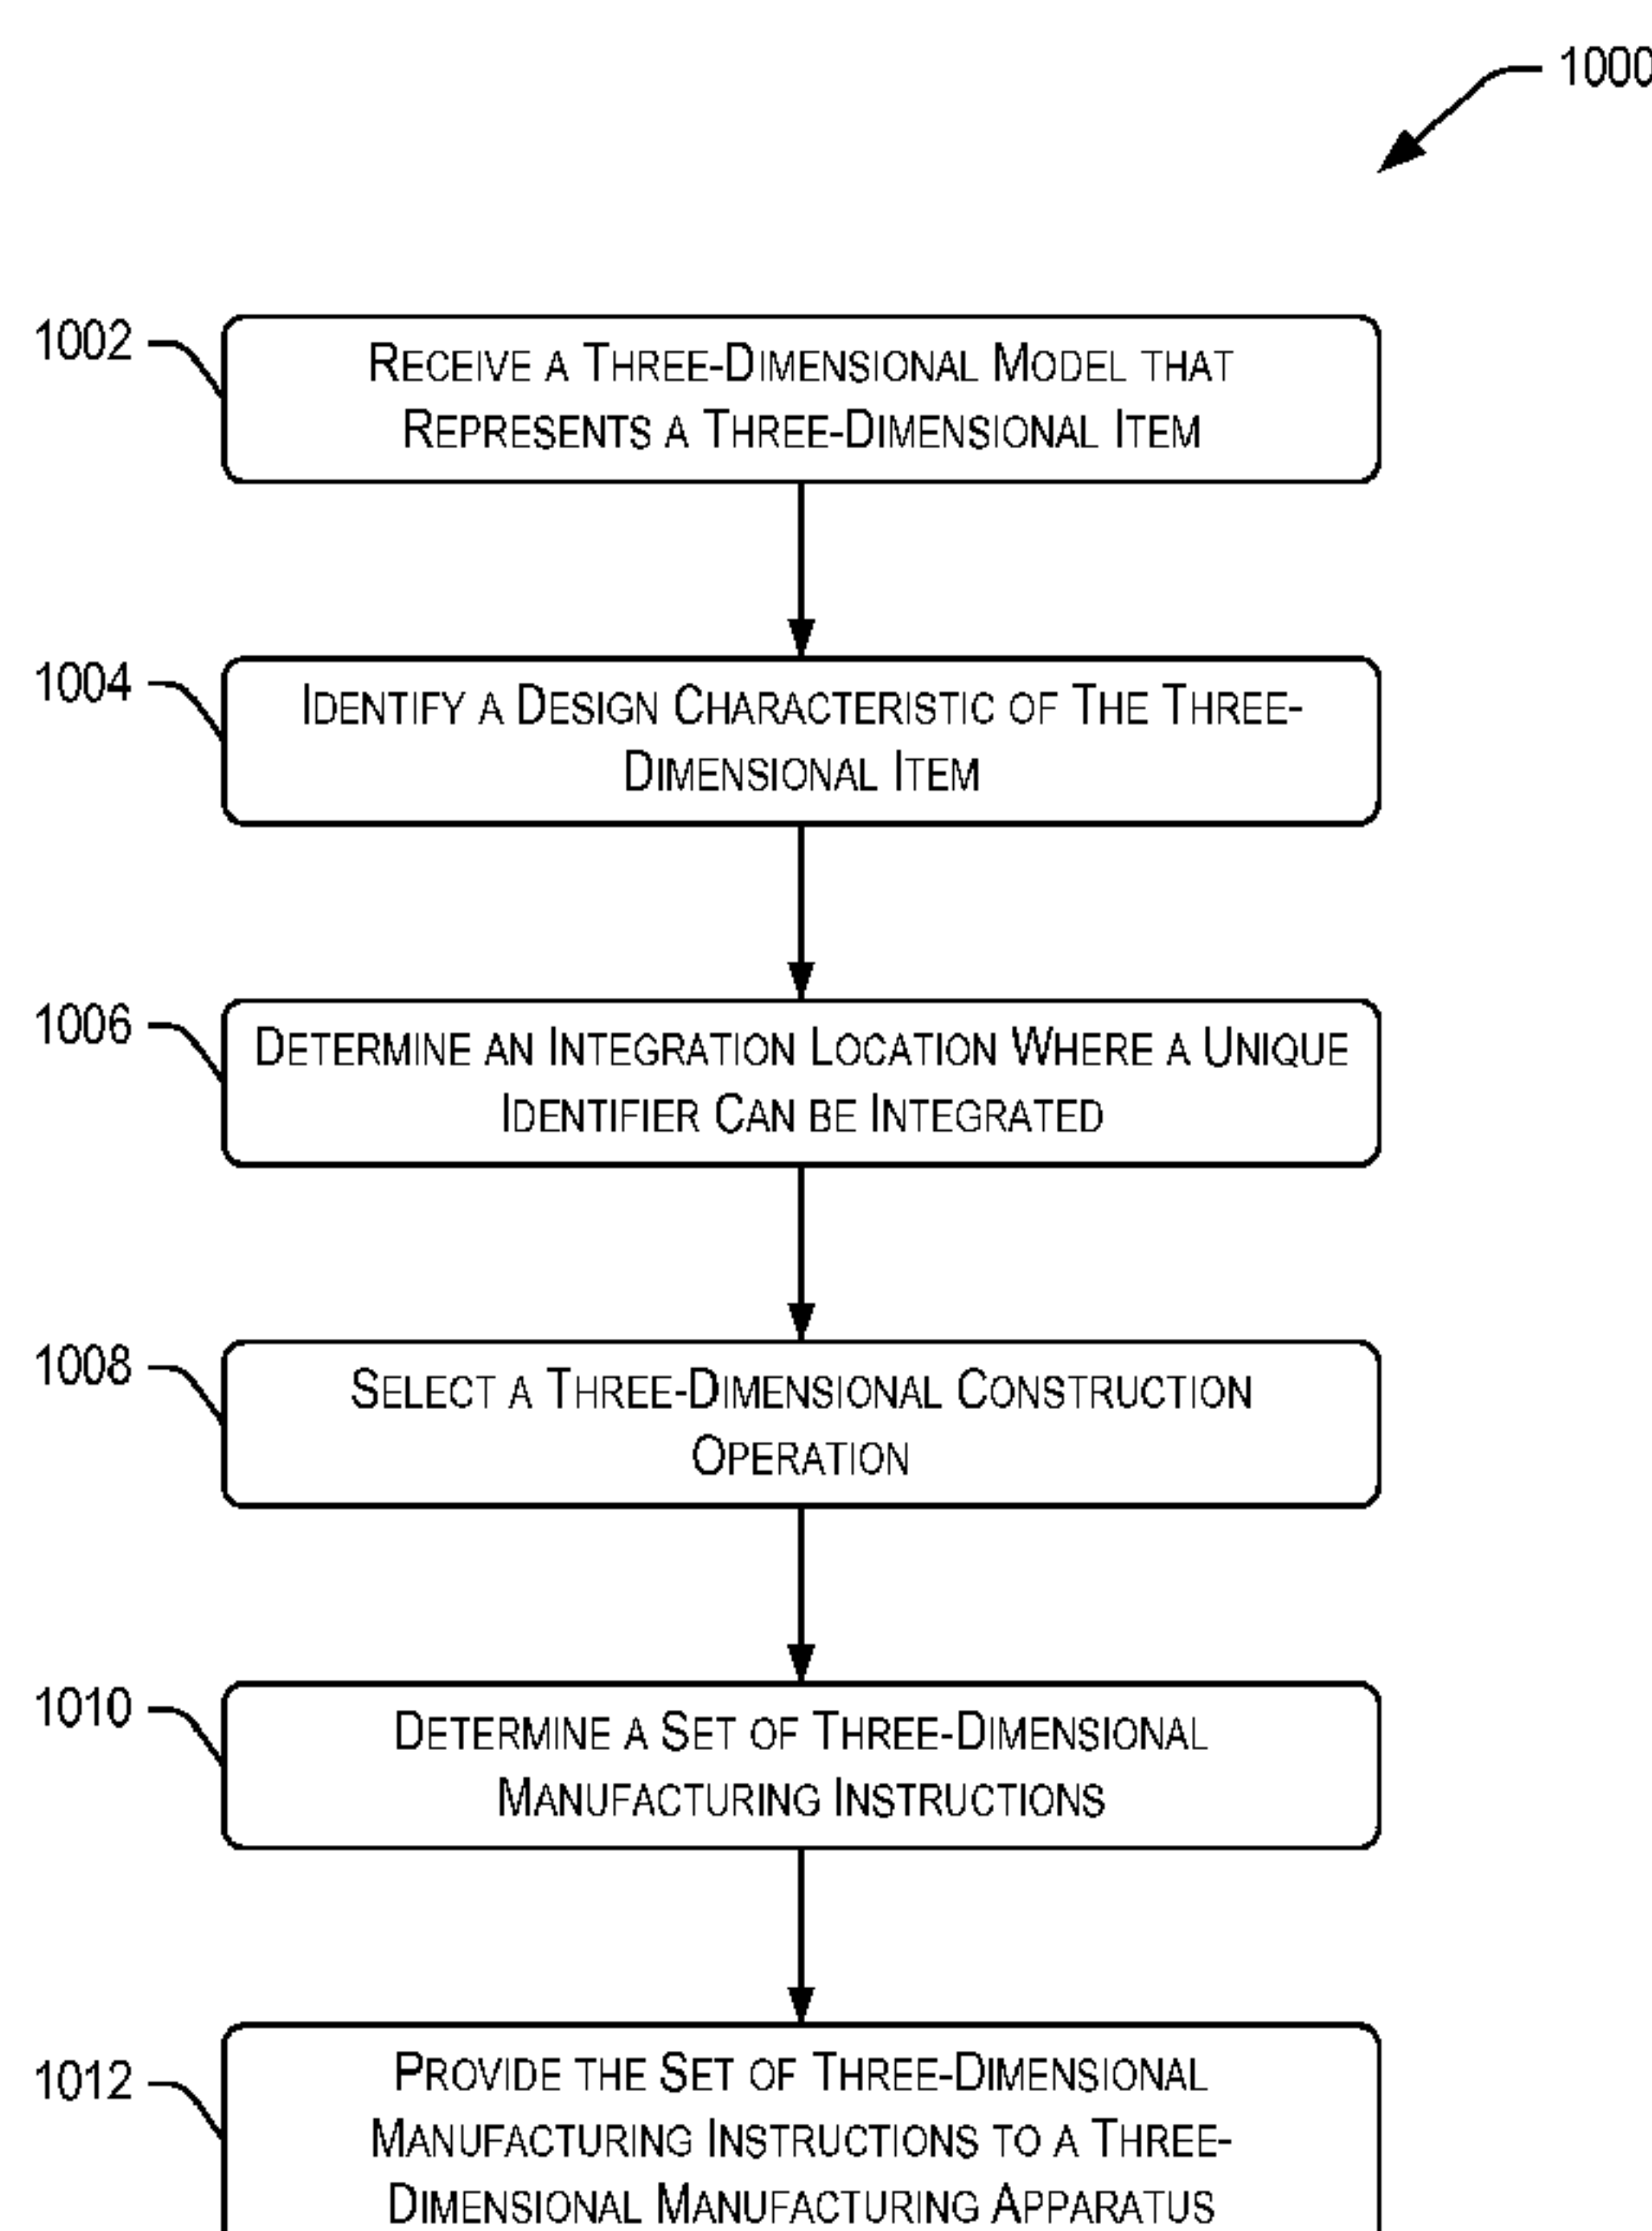 1000
1002
RECEIVE A THREE-DIMENSIONAL MODEL THAT
REPRESENTS A THREE-DIMENSIONAL ITEM
1004
IDENTIFY A DESIGN CHARACTERISTIC OF THE THREE-
DIMENSIONAL ITEM
1006
DETERMINE AN INTEGRATION LOCATION WHERE A UNIQUE
IDENTIFIER CAN BE INTEGRATED
1008
SELECT A THREE-DIMENSIONAL CONSTRUCTION
OPERATION
1010
DETERMINE A SET OF THREE-DIMENSIONAL
MANUFACTURING INSTRUCTIONS
1012
PROVIDE THE SET OF THREE-DIMENSIONAL
MANUFACTURING INSTRUCTIONS TO A THREE-
DIMENSIONAL MANUFACTURING APPARATUS